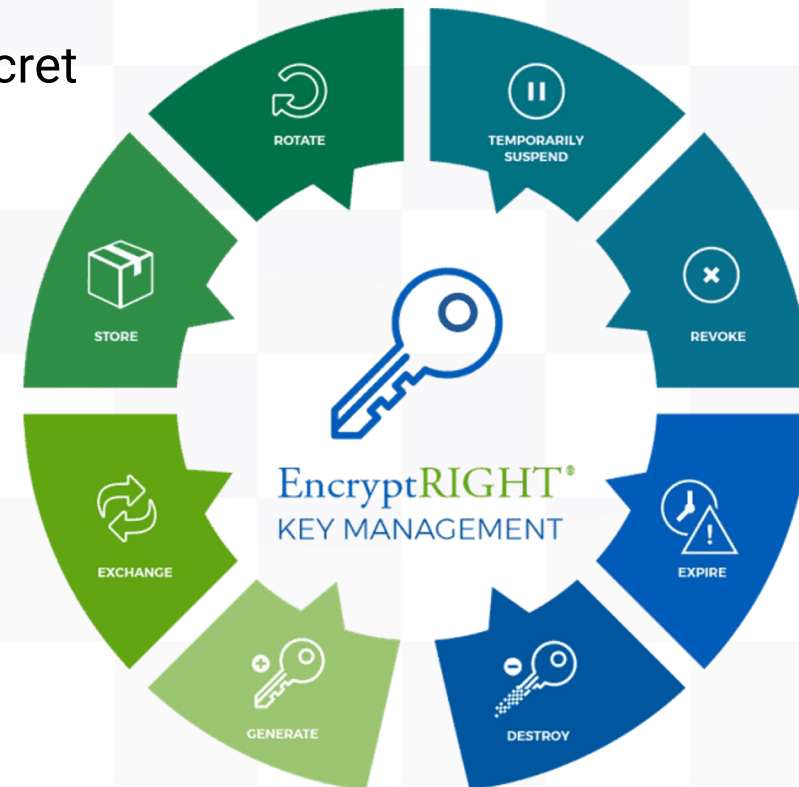 cret
ROTATE
TEMPORARILY
SUSPEND
STORE
REVOKE
EncryptRIGHT®
KEY MANAGEMENT
EXCHANGE
EXPIRE
GENERATE
DESTROY